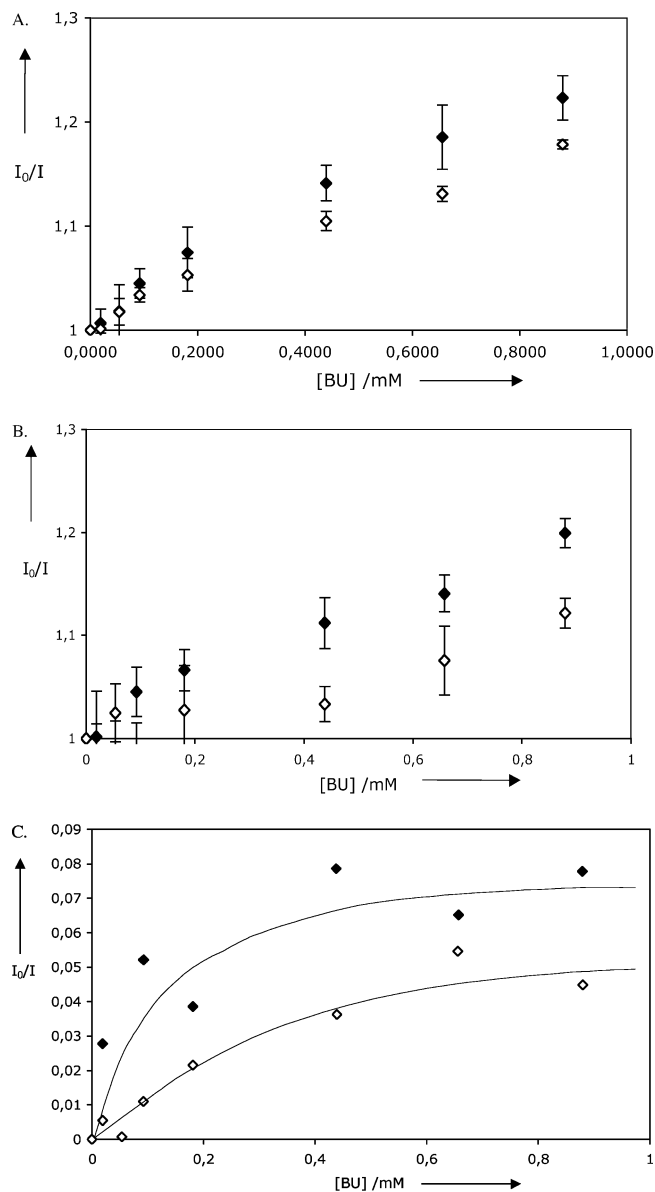 A.
1,3
1,2
I0/I
1,1
1
0,0000 0,2000 0,4000 0,6000 0,8000 1,0000
[BU] /mM
B.
1,3
1,2
I0/I
1,1
1
0 0,2 0,4 0,6 0,8 1
[BU] /mM
C.
0,09
0,08
0,07
0,06
0,05
I0/I
0,04
0,03
0,02
0,01
0
0 0,2 0,4 0,6 0,8 1
[BU] /mM